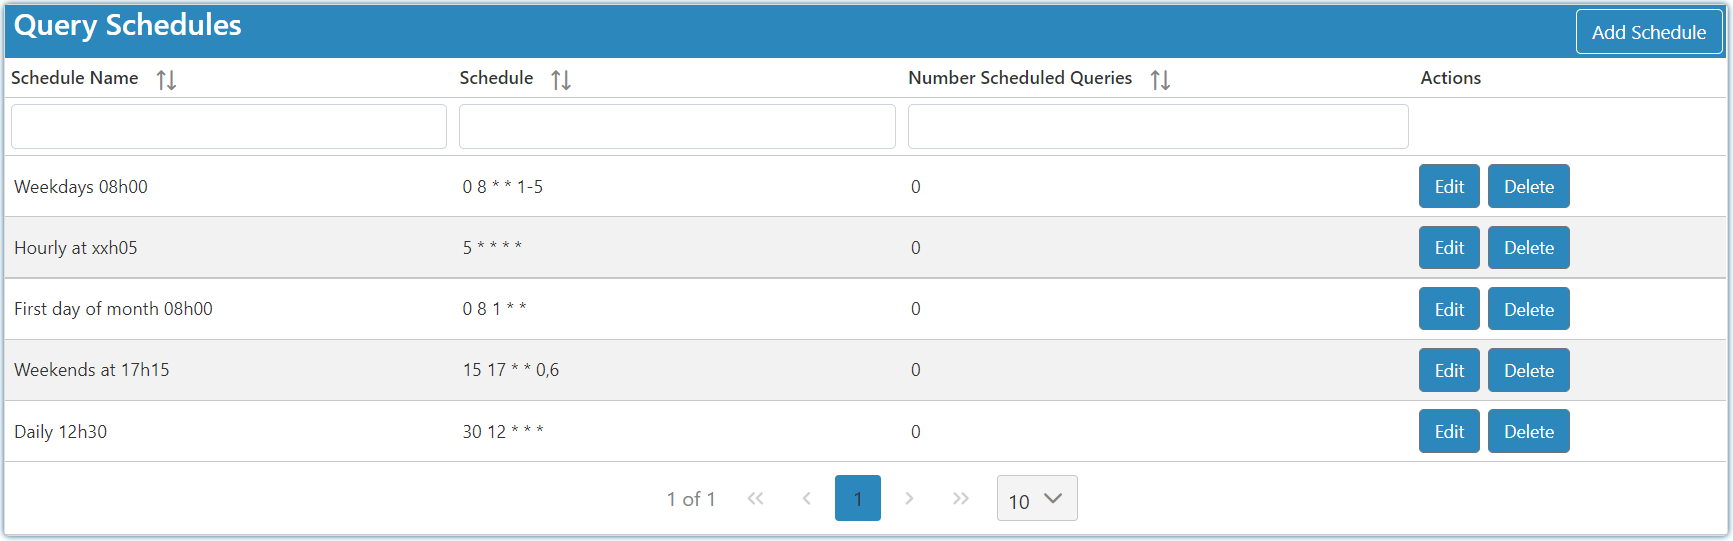 Query Schedules Add Schedule
Schedule Name Schedule Number Scheduled Queries Actions
Weekdays 08h00 0 8 * * 1-5 0 Edit Delete
Hourly at xxh05 5 * * * * 0 Edit Delete
First day of month 08h00 0 8 1 * * 0 Edit Delete
Weekends at 17h15 15 17 * * 0,6 0 Edit Delete
Daily 12h30 30 12 * * * 0 Edit Delete
1 of 1 1 10